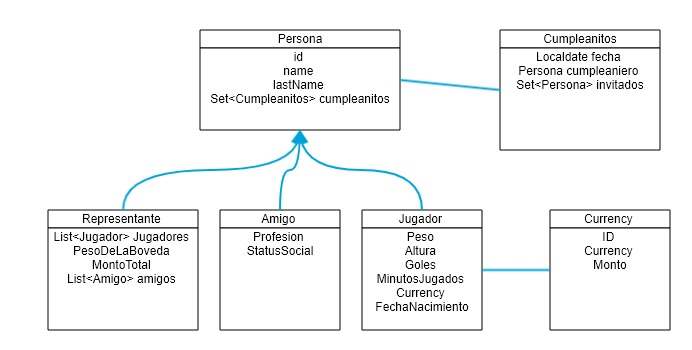 Persona
id
name
lastName
Set<Cumpleanitos> cumpleanitos
Cumpleanitos
Localdate fecha
Persona cumpleaniero
Set<Persona> invitados
Representante
List<Jugador> Jugadores
PesoDeLaBoveda
MontoTotal
List<Amigo> amigos
Amigo
Profesion
StatusSocial
Jugador
Peso
Altura
Goles
MinutosJugados
Currency
FechaNacimiento
Currency
ID
Currency
Monto